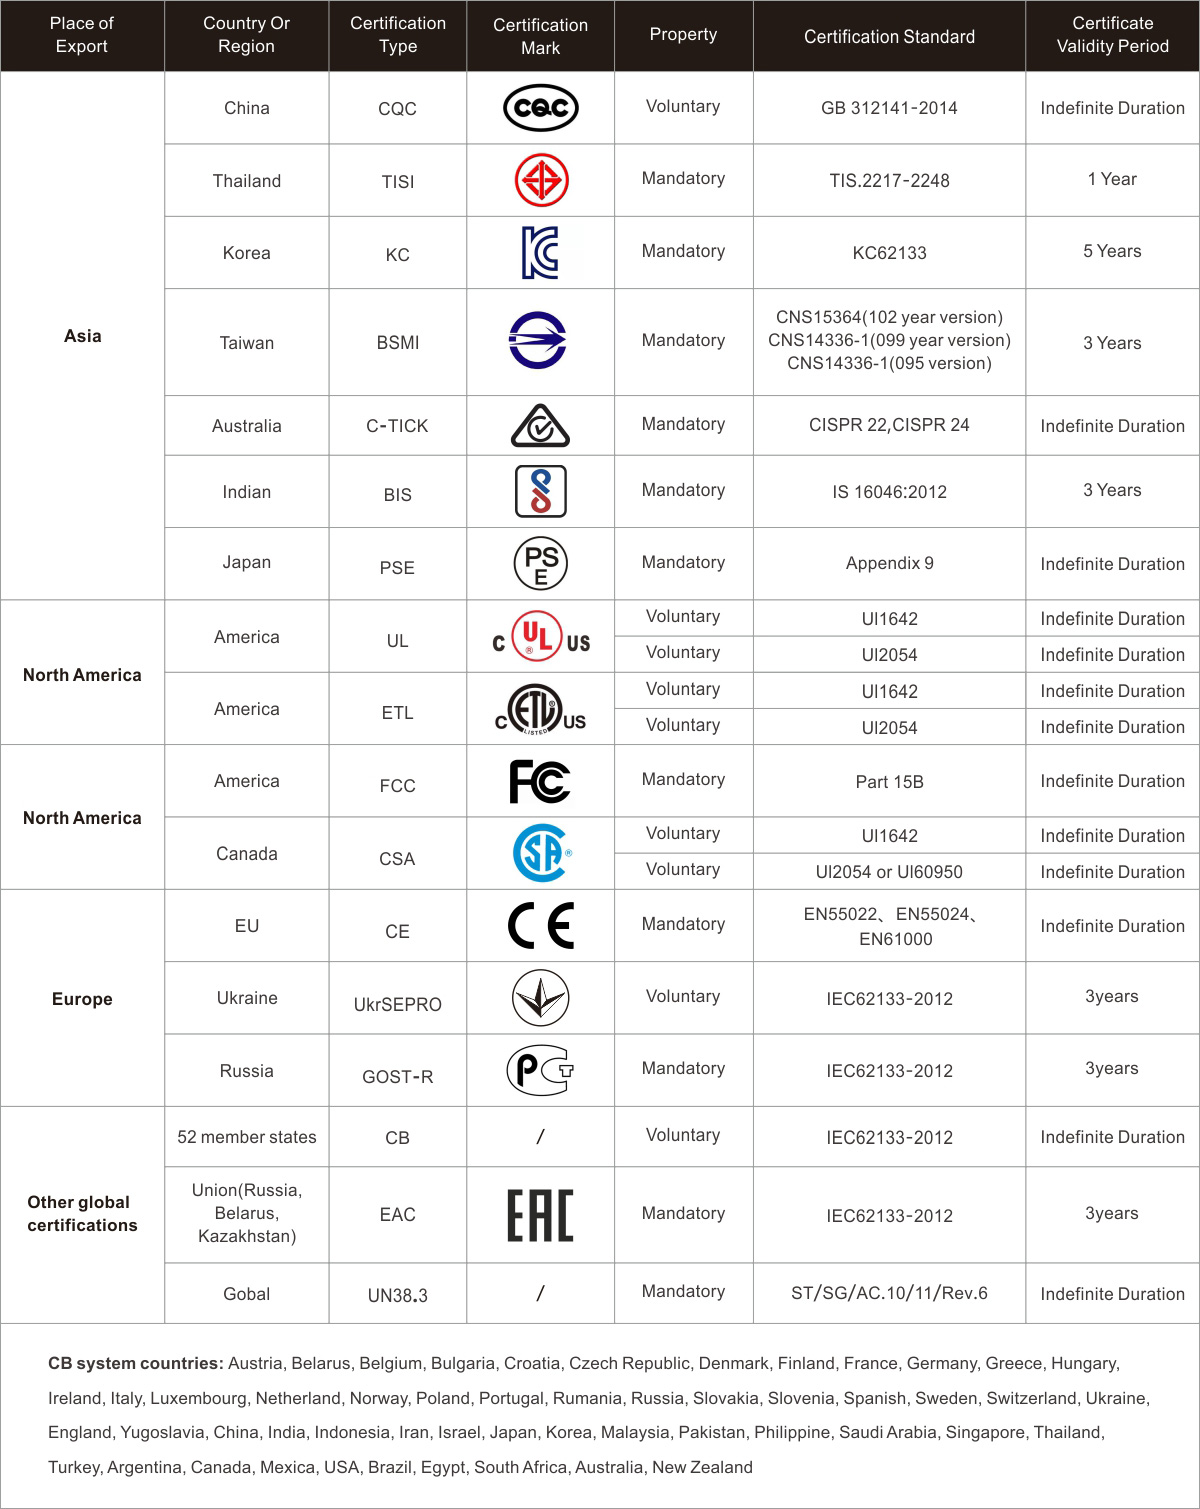 Place of
Export
Country Or
Region
Certification
Type
Certification
Mark
Property
Certification Standard
Certificate
Validity Period
Asia
China
CQC
CQC
Voluntary
GB 312141-2014
Indefinite Duration
Thailand
TISI
Mandatory
TIS.2217-2248
1 Year
Korea
KC
KC
Mandatory
KC62133
5 Years
Taiwan
BSMI
Mandatory
CNS15364(102 year version)
CNS14336-1(099 year version)
CNS14336-1(095 version)
3 Years
Australia
C-TICK
Mandatory
CISPR 22,CISPR 24
Indefinite Duration
Indian
BIS
Mandatory
IS 16046:2012
3 Years
Japan
PSE
PS
E
Mandatory
Appendix 9
Indefinite Duration
North America
America
UL
C UL ® US
Voluntary
Ul1642
Indefinite Duration
Voluntary
Ul2054
Indefinite Duration
America
ETL
C ETL ® US
LISTED
Voluntary
Ul1642
Indefinite Duration
Voluntary
Ul2054
Indefinite Duration
North America
America
FCC
FCC
Mandatory
Part 15B
Indefinite Duration
Canada
CSA
CSA ®
Voluntary
Ul1642
Indefinite Duration
Voluntary
Ul2054 or Ul60950
Indefinite Duration
Europe
EU
CE
CE
Mandatory
EN55022、EN55024、
EN61000
Indefinite Duration
Ukraine
UkrSEPRO
Voluntary
IEC62133-2012
3years
Russia
GOST-R
PCT
Mandatory
IEC62133-2012
3years
Other global
certifications
52 member states
CB
/
Voluntary
IEC62133-2012
Indefinite Duration
Union(Russia,
Belarus,
Kazakhstan)
EAC
EAC
Mandatory
IEC62133-2012
3years
Gobal
UN38.3
/
Mandatory
ST/SG/AC.10/11/Rev.6
Indefinite Duration
CB system countries: Austria, Belarus, Belgium, Bulgaria, Croatia, Czech Republic, Denmark, Finland, France, Germany, Greece, Hungary,
Ireland, Italy, Luxembourg, Netherland, Norway, Poland, Portugal, Rumania, Russia, Slovakia, Slovenia, Spanish, Sweden, Switzerland, Ukraine,
England, Yugoslavia, China, India, Indonesia, Iran, Israel, Japan, Korea, Malaysia, Pakistan, Philippine, Saudi Arabia, Singapore, Thailand,
Turkey, Argentina, Canada, Mexica, USA, Brazil, Egypt, South Africa, Australia, New Zealand